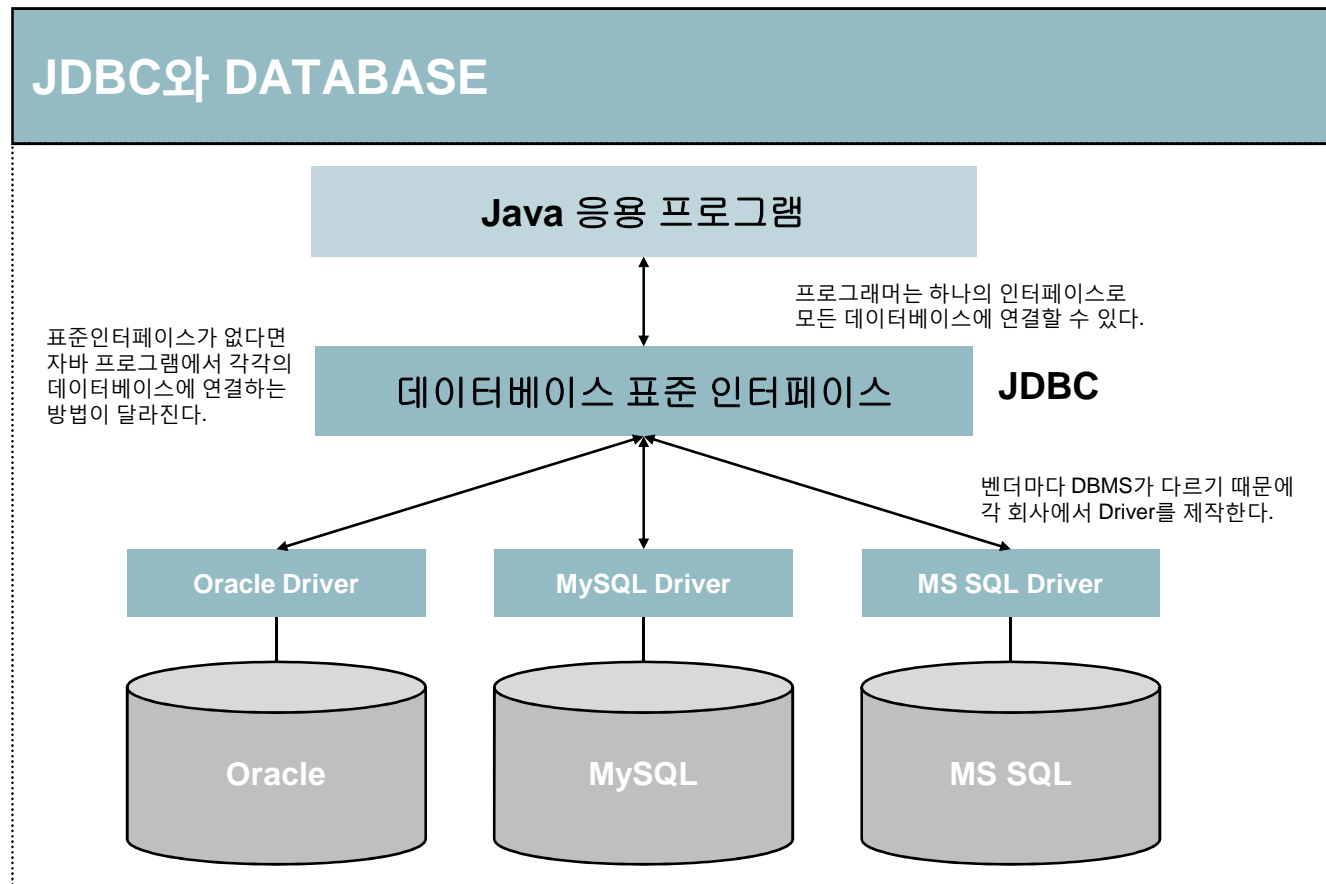 JDBC와 DATABASE
Java 응용 프로그램
프로그래머는 하나의 인터페이스로
모든 데이터베이스에 연결할 수 있다.
표준인터페이스가 없다면
자바 프로그램에서 각각의
데이터베이스에 연결하는
방법이 달라진다.
데이터베이스 표준 인터페이스
JDBC
벤더마다 DBMS가 다르기 때문에
각 회사에서 Driver를 제작한다.
Oracle Driver
MySQL Driver
MS SQL Driver
Oracle
MySQL
MS SQL